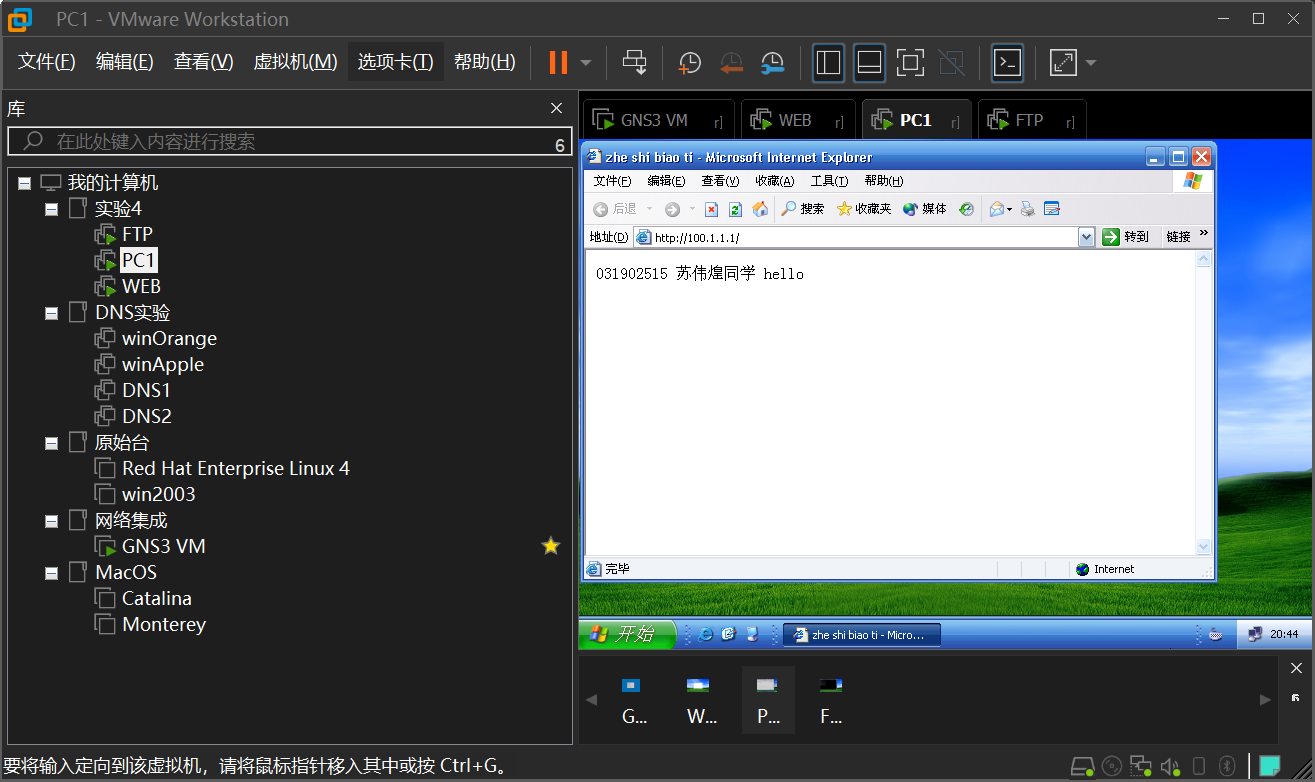 PC1 - VMware Workstation
文件(F) 编辑(E) 查看(V) 虚拟机(M) 选项卡(T) 帮助(H)
库
在此处键入内容进行搜索
我的计算机
实验4
FTP
PC1
WEB
DNS实验
winOrange
winApple
DNS1
DNS2
原始台
Red Hat Enterprise Linux 4
win2003
网络集成
GNS3 VM
MacOS
Catalina
Monterey
GNS3 VM WEB PC1 FTP
zhe shi biao ti - Microsoft Internet Explorer
文件(F) 编辑(E) 查看(V) 收藏(A) 工具(T) 帮助(H)
后退 搜索 收藏夹 媒体
地址(D) http://100.1.1.1/ 转到 链接 »
031902515 苏伟煌同学 hello
完毕 Internet
开始 zhe shi biao ti - Micro... 20:44
G... W... P... F...
要将输入定向到该虚拟机，请将鼠标指针移入其中或按 Ctrl+G。